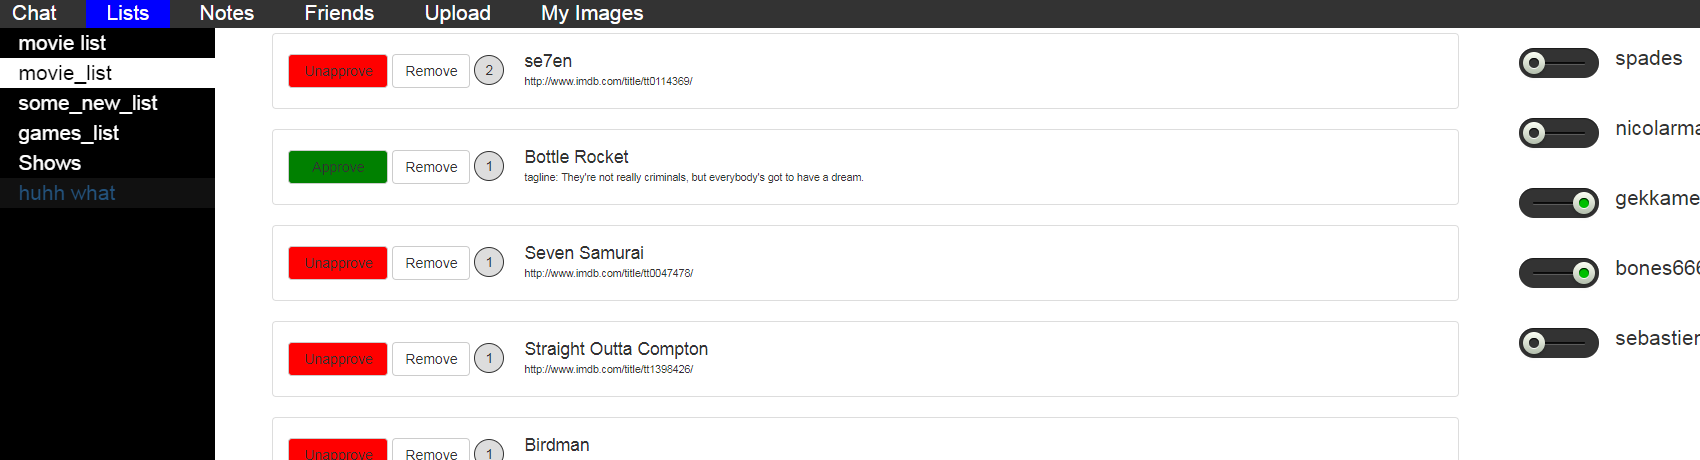 Chat Lists Notes Friends Upload My Images
movie list
movie_list
some_new_list
games_list
Shows
huhh what
Unapprove Remove 2 se7en
http://www.imdb.com/title/tt0114369/
Approve Remove 1 Bottle Rocket
tagline: They're not really criminals, but everybody's got to have a dream.
Unapprove Remove 1 Seven Samurai
http://www.imdb.com/title/tt0047478/
Unapprove Remove 1 Straight Outta Compton
http://www.imdb.com/title/tt1398426/
Unapprove Remove 1 Birdman
spades
nicolarma
gekkame
bones666
sebastien